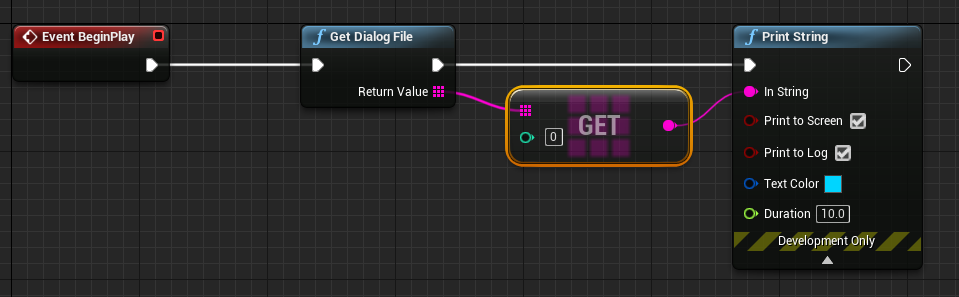 Event BeginPlay
Get Dialog File
Return Value
0
GET
Print String
In String
Print to Screen
Print to Log
Text Color
Duration 10.0
Development Only